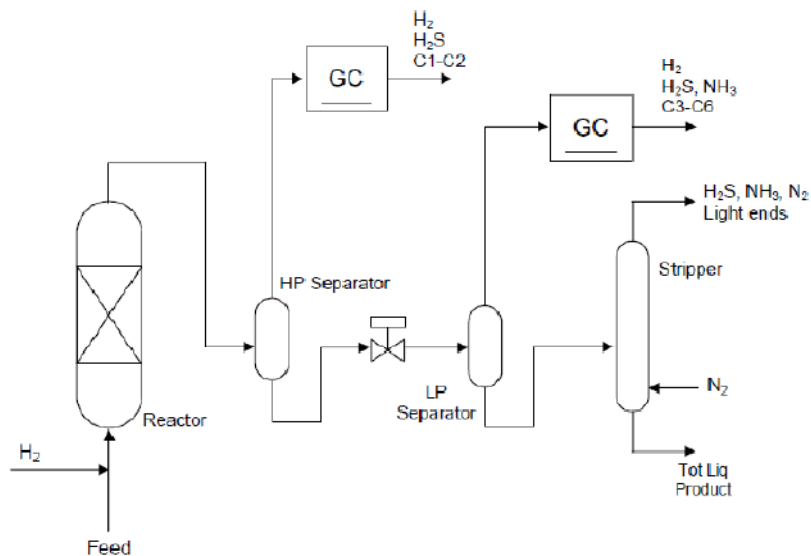 H₂
H₂S
C1-C2
GC
H₂
H₂S, NH₃
C3-C6
GC
H₂S, NH₃, N₂
Light ends
Stripper
HP Separator
LP
Separator
N₂
Reactor
H₂
Tot Liq
Product
Feed